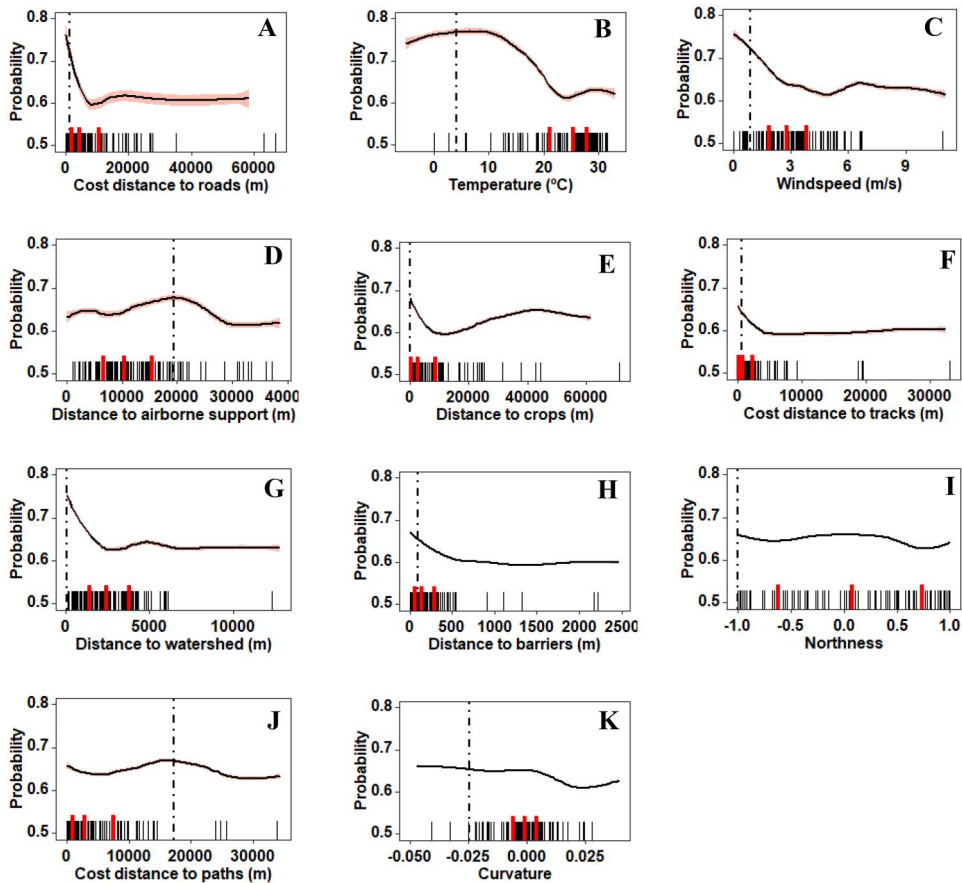 A
0.8
0.7
0.6
0.5
Probability
0 20000 40000 60000
Cost distance to roads (m)
B
0.8
0.7
0.6
0.5
Probability
0 10 20 30
Temperature (ºC)
C
0.8
0.7
0.6
0.5
Probability
0 3 6 9
Windspeed (m/s)
D
0.8
0.7
0.6
0.5
Probability
0 10000 20000 30000 4000
Distance to airborne support (m)
E
0.8
0.7
0.6
0.5
Probability
0 20000 40000 60000
Distance to crops (m)
F
0.8
0.7
0.6
0.5
Probability
0 10000 20000 30000
Cost distance to tracks (m)
G
0.8
0.7
0.6
0.5
Probability
0 5000 10000
Distance to watershed (m)
H
0.8
0.7
0.6
0.5
Probability
0 500 1000 1500 2000 2500
Distance to barriers (m)
I
0.8
0.7
0.6
0.5
Probability
-1.0 -0.5 0.0 0.5 1.0
Northness
J
0.8
0.7
0.6
0.5
Probability
0 10000 20000 30000
Cost distance to paths (m)
K
0.8
0.7
0.6
0.5
Probability
-0.050 -0.025 0.000 0.025
Curvature